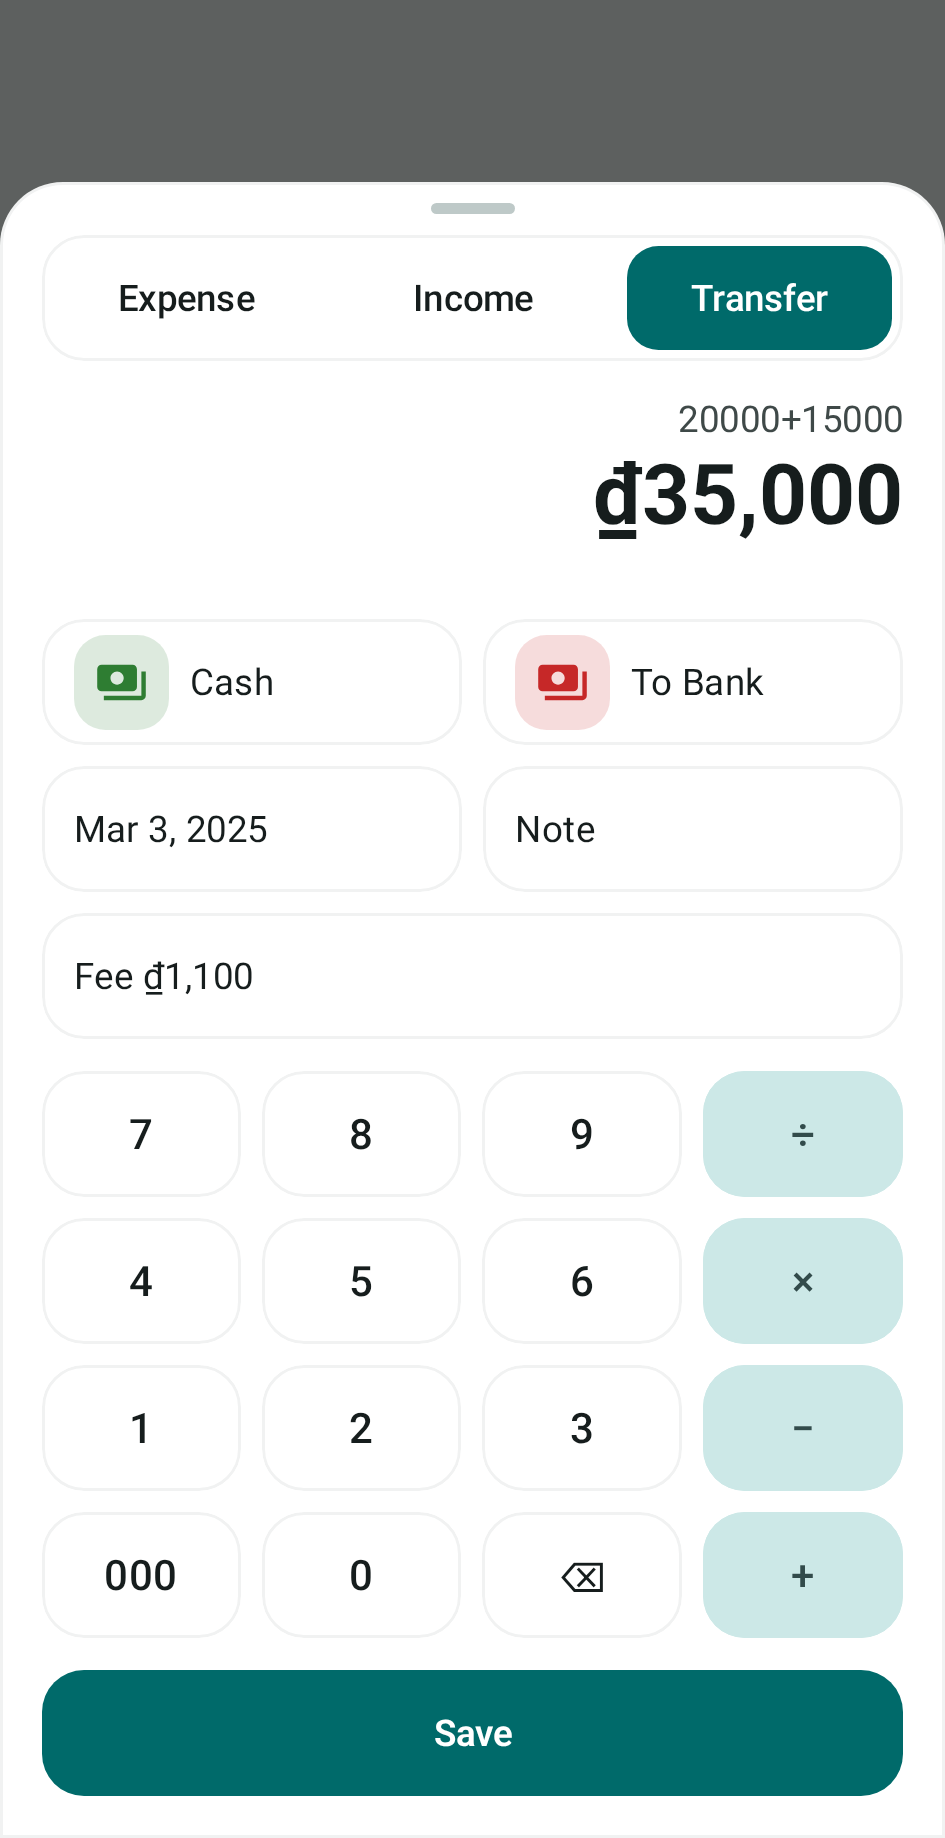 Expense Income Transfer
20000+15000
₫35,000
Cash To Bank
Mar 3, 2025 Note
Fee ₫1,100
7 8 9 ÷
4 5 6 ×
1 2 3 −
000 0 +
Save